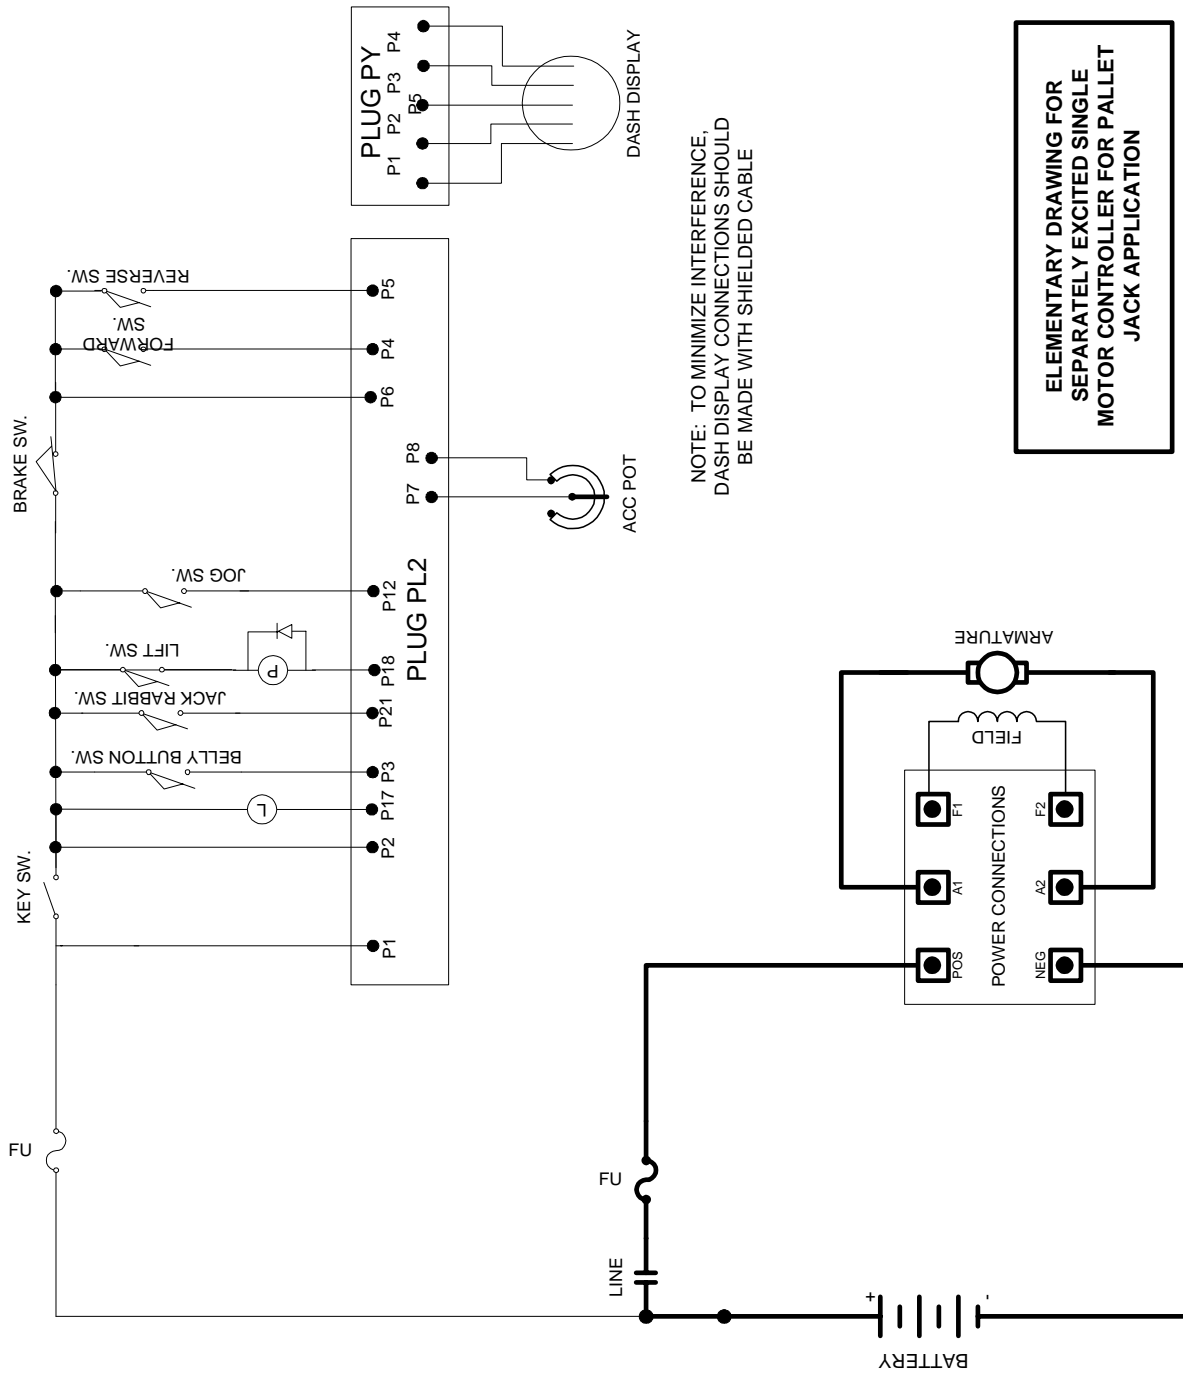 PLUG PY
P1
P2
P5
P3
P4
DASH DISPLAY
REVERSE SW.
FORWARD
SW.
BRAKE SW.
JOG SW.
LIFT SW.
JACK RABBIT SW.
BELLY BUTTON SW.
KEY SW.
L
P
P1
P2
P17
P3
P21
P18
P12
P6
P4
P5
P7
P8
PLUG PL2
ACC POT
NOTE: TO MINIMIZE INTERFERENCE,
DASH DISPLAY CONNECTIONS SHOULD
BE MADE WITH SHIELDED CABLE
ELEMENTARY DRAWING FOR
SEPARATELY EXCITED SINGLE
MOTOR CONTROLLER FOR PALLET
JACK APPLICATION
FU
FU
LINE
+
-
BATTERY
POS
A1
F1
POWER CONNECTIONS
NEG
A2
F2
FIELD
ARMATURE